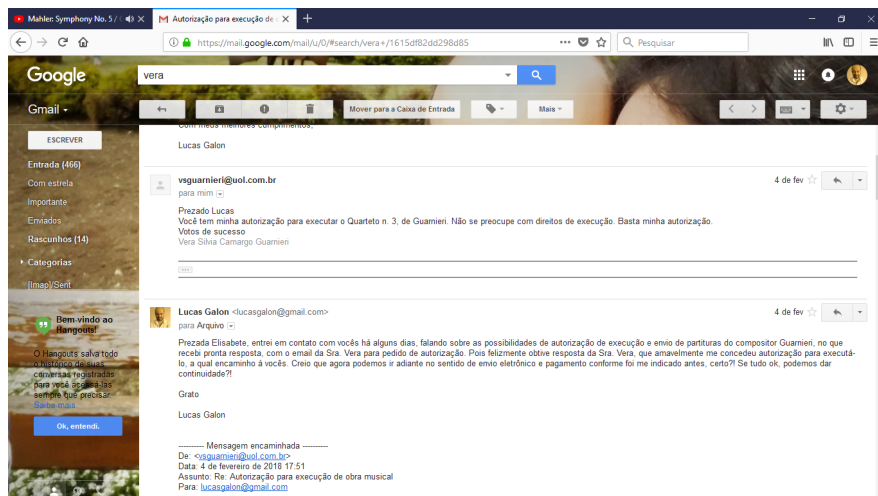 Mahler: Symphony No. 5 /
Autorização para execução de
https://mail.google.com/mail/u/0/#search/vera+/1615df82dd298d85
Pesquisar
Google
vera
Gmail
Mover para a Caixa de Entrada
Mais
ESCREVER
Entrada (466)
Com estrela
Importante
Enviados
Rascunhos (14)
Categorias
[Imap]/Sent
Bem-vindo ao
Hangouts!
O Hangouts salva todo
o histórico de suas
conversas registradas
para você acessá-las
sempre que precisar.
Saiba mais
Ok, entendi.
Com meus melhores cumprimentos,
Lucas Galon
vsguarnieri@uol.com.br
4 de fev
para mim
Prezado Lucas
Você tem minha autorização para executar o Quarteto n. 3, de Guarnieri. Não se preocupe com direitos de execução. Basta minha autorização.
Votos de sucesso
Vera Silvia Camargo Guarnieri
Lucas Galon <lucasgalon@gmail.com>
4 de fev
para Arquivo
Prezada Elisabete, entrei em contato com vocês há alguns dias, falando sobre as possibilidades de autorização de execução e envio de partituras do compositor Guarnieri, no que
recebi pronta resposta, com o email da Sra. Vera para pedido de autorização. Pois felizmente obtive resposta da Sra. Vera, que amavelmente me concedeu autorização para executá-
lo, a qual encaminho à vocês. Creio que agora podemos ir adiante no sentido de envio eletrônico e pagamento conforme foi me indicado antes, certo?! Se tudo ok, podemos dar
continuidade?!
Grato
Lucas Galon
---------- Mensagem encaminhada ----------
De: <vsguarnieri@uol.com.br>
Data: 4 de fevereiro de 2018 17:51
Assunto: Re: Autorização para execução de obra musical
Para: lucasgalon@gmail.com